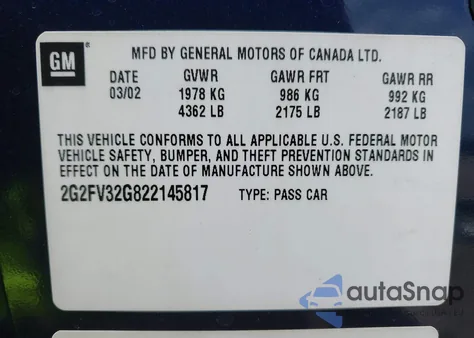 GM
MFD BY GENERAL MOTORS OF CANADA LTD.
DATE GVWR GAWR FRT GAWR RR
03/02 1978 KG 986 KG 992 KG
4362 LB 2175 LB 2187 LB
THIS VEHICLE CONFORMS TO ALL APPLICABLE U.S. FEDERAL MOTOR
VEHICLE SAFETY, BUMPER, AND THEFT PREVENTION STANDARDS IN
EFFECT ON THE DATE OF MANUFACTURE SHOWN ABOVE.
2G2FV32G822145817 TYPE: PASS CAR
autoSnap